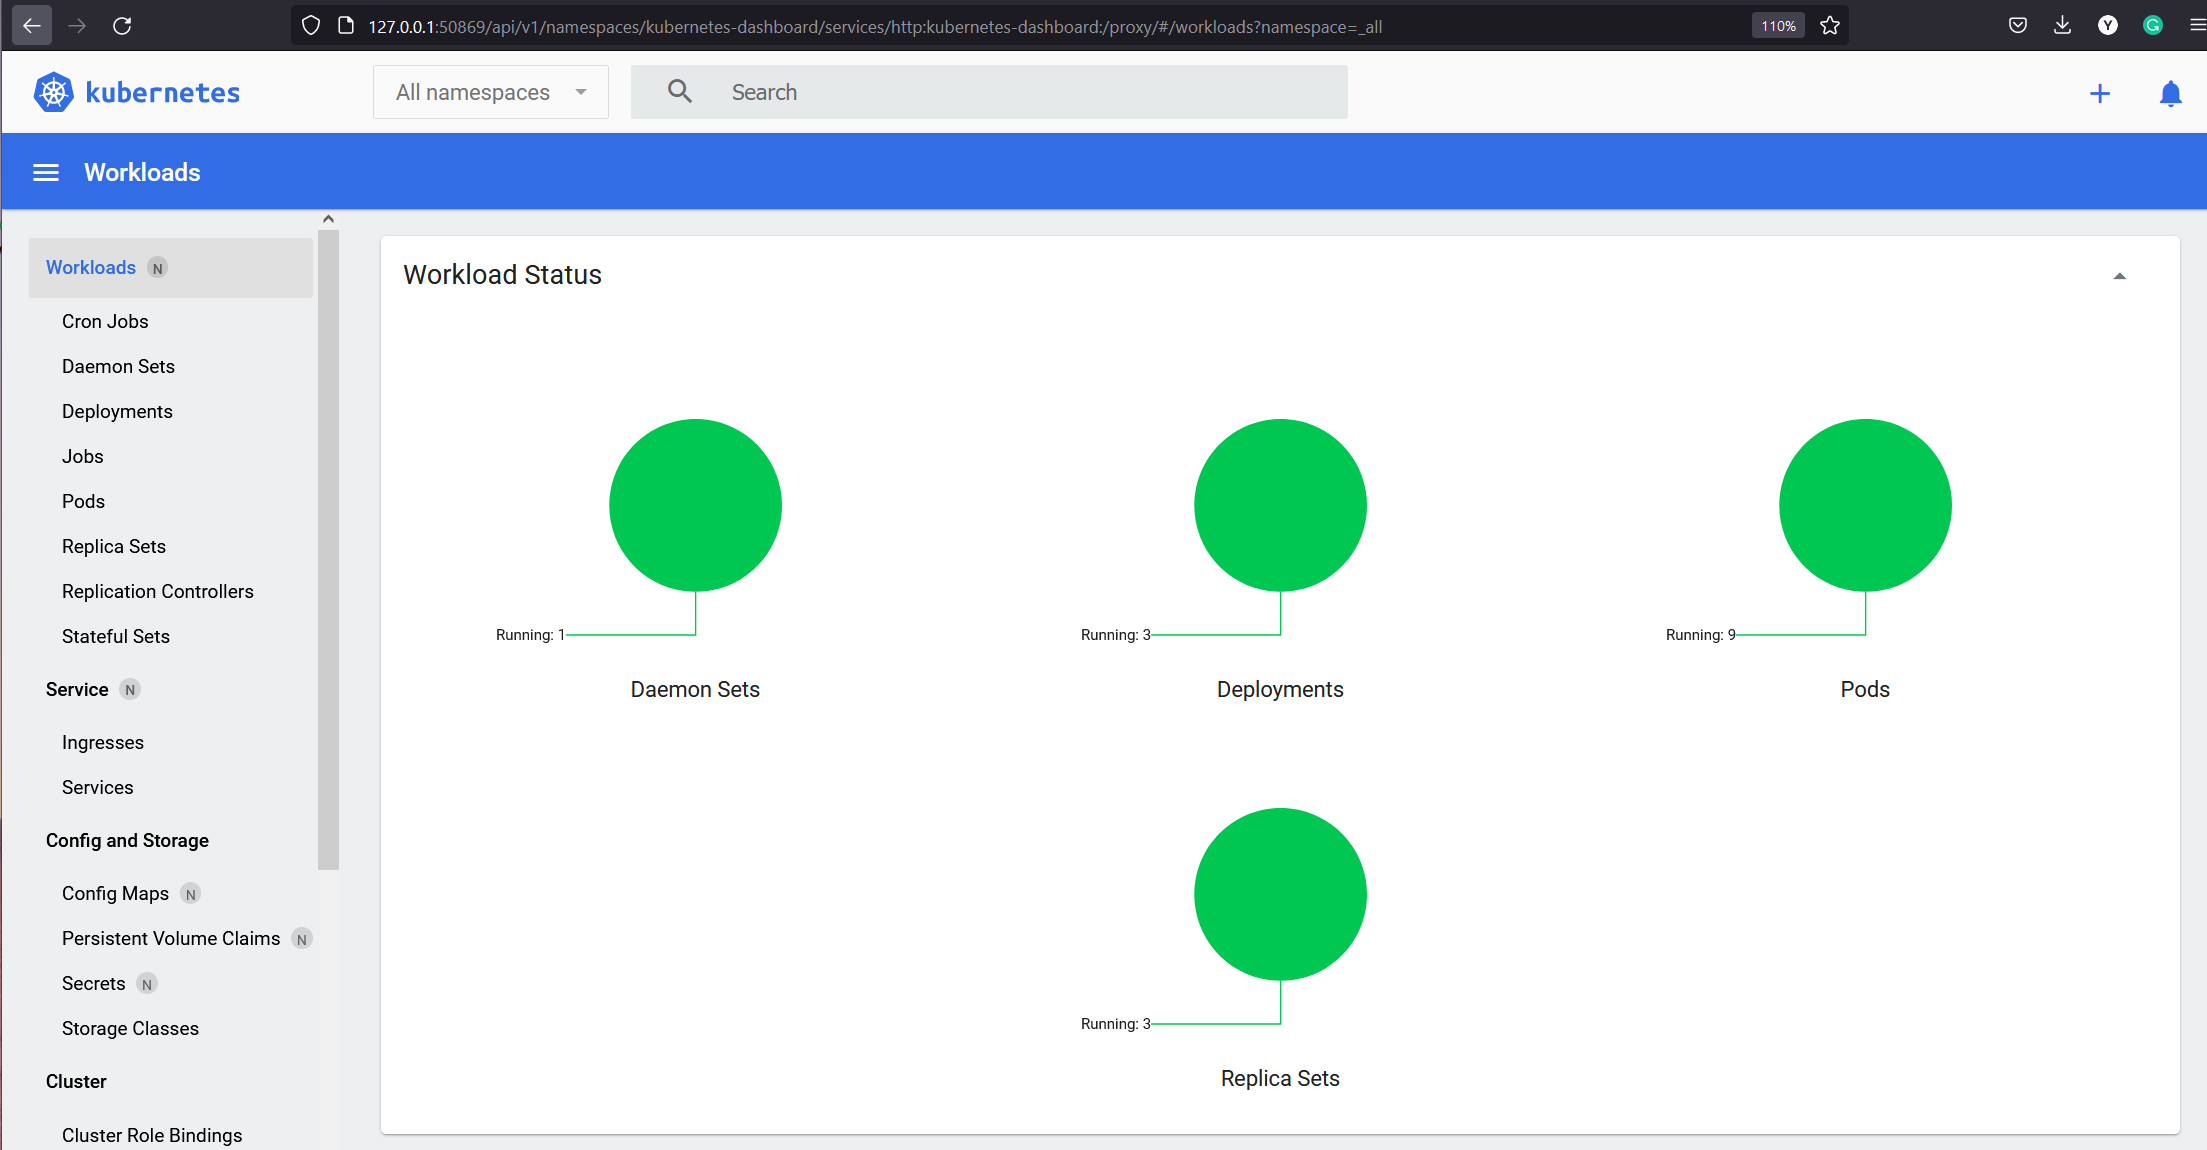 127.0.0.1:50869/api/v1/namespaces/kubernetes-dashboard/services/http:kubernetes-dashboard:/proxy/#/workloads?namespace=_all
110%
Y
G
kubernetes
All namespaces
Search
Workloads
Workloads N
Cron Jobs
Daemon Sets
Deployments
Jobs
Pods
Replica Sets
Replication Controllers
Stateful Sets
Service N
Ingresses
Services
Config and Storage
Config Maps N
Persistent Volume Claims N
Secrets N
Storage Classes
Cluster
Cluster Role Bindings
Workload Status
Running: 1
Daemon Sets
Running: 3
Deployments
Running: 9
Pods
Running: 3
Replica Sets